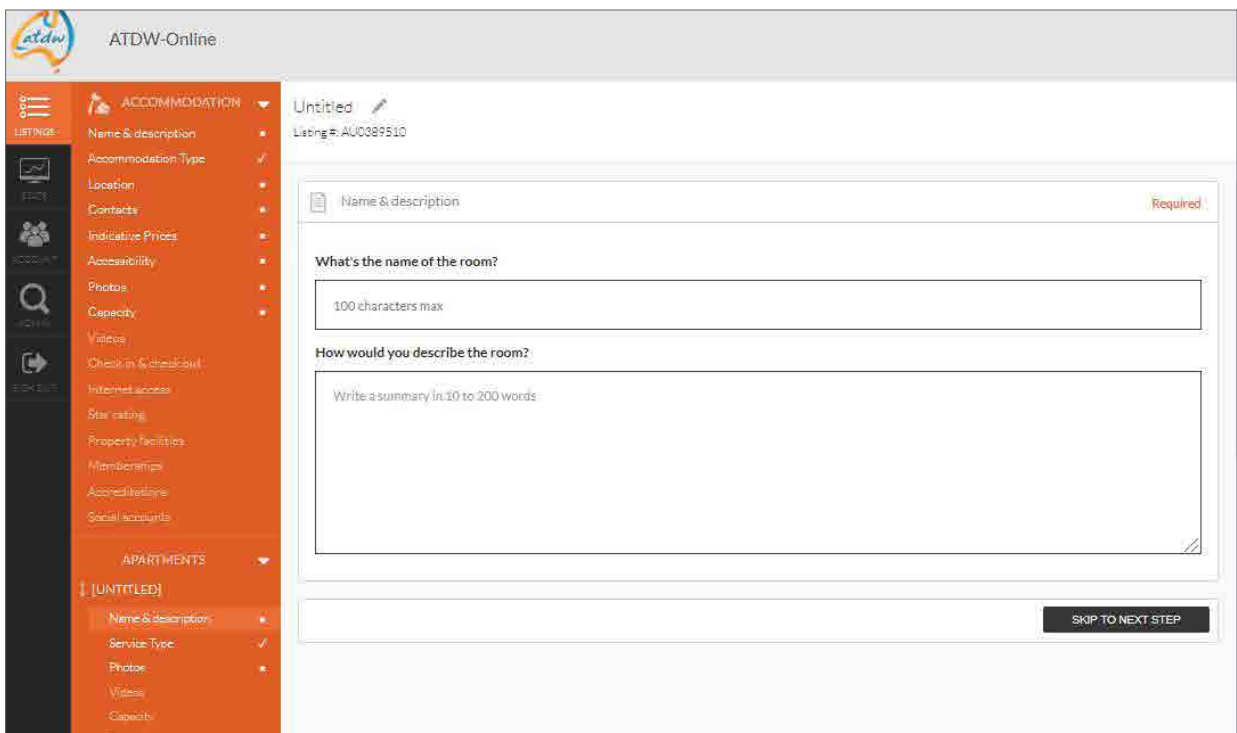 atdw
ATDW-Online
LISTINGS
ACCOMMODATION
Name & description
Accommodation Type
Location
Contacts
Indicative Prices
Accessibility
Photos
Capacity
Videos
Check in & check out
Internet access
Star rating
Property facilities
Memberships
Accreditations
Social accounts
APARTMENTS
[UNTITLED]
Name & description
Service Type
Photos
Videos
Capacity
Untitled
Listing #: AU0389510
Name & description
Required
What's the name of the room?
100 characters max
How would you describe the room?
Write a summary in 10 to 200 words
SKIP TO NEXT STEP